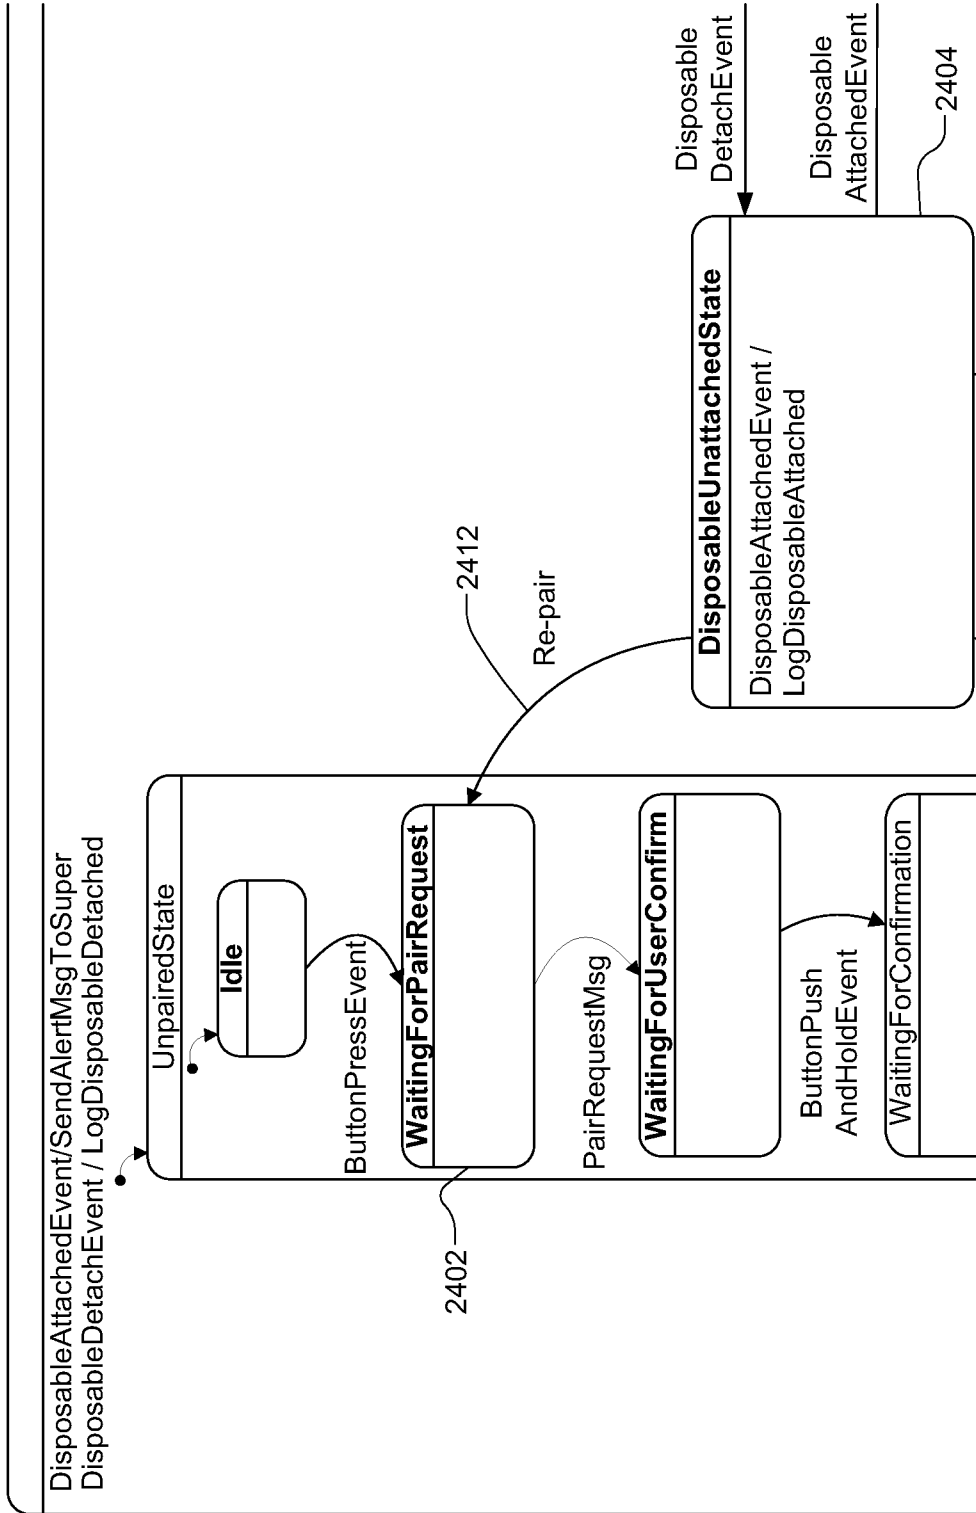 DisposableAttachedEvent/SendAlertMsgToSuper
DisposableDetachEvent / LogDisposableDetached
UnpairedState
Idle
ButtonPressEvent
WaitingForPairRequest
2402
PairRequestMsg
WaitingForUserConfirm
ButtonPush
AndHoldEvent
WaitingForConfirmation
2412
Re-pair
DisposableUnattachedState
DisposableAttachedEvent /
LogDisposableAttached
Disposable
DetachEvent
Disposable
AttachedEvent
2404